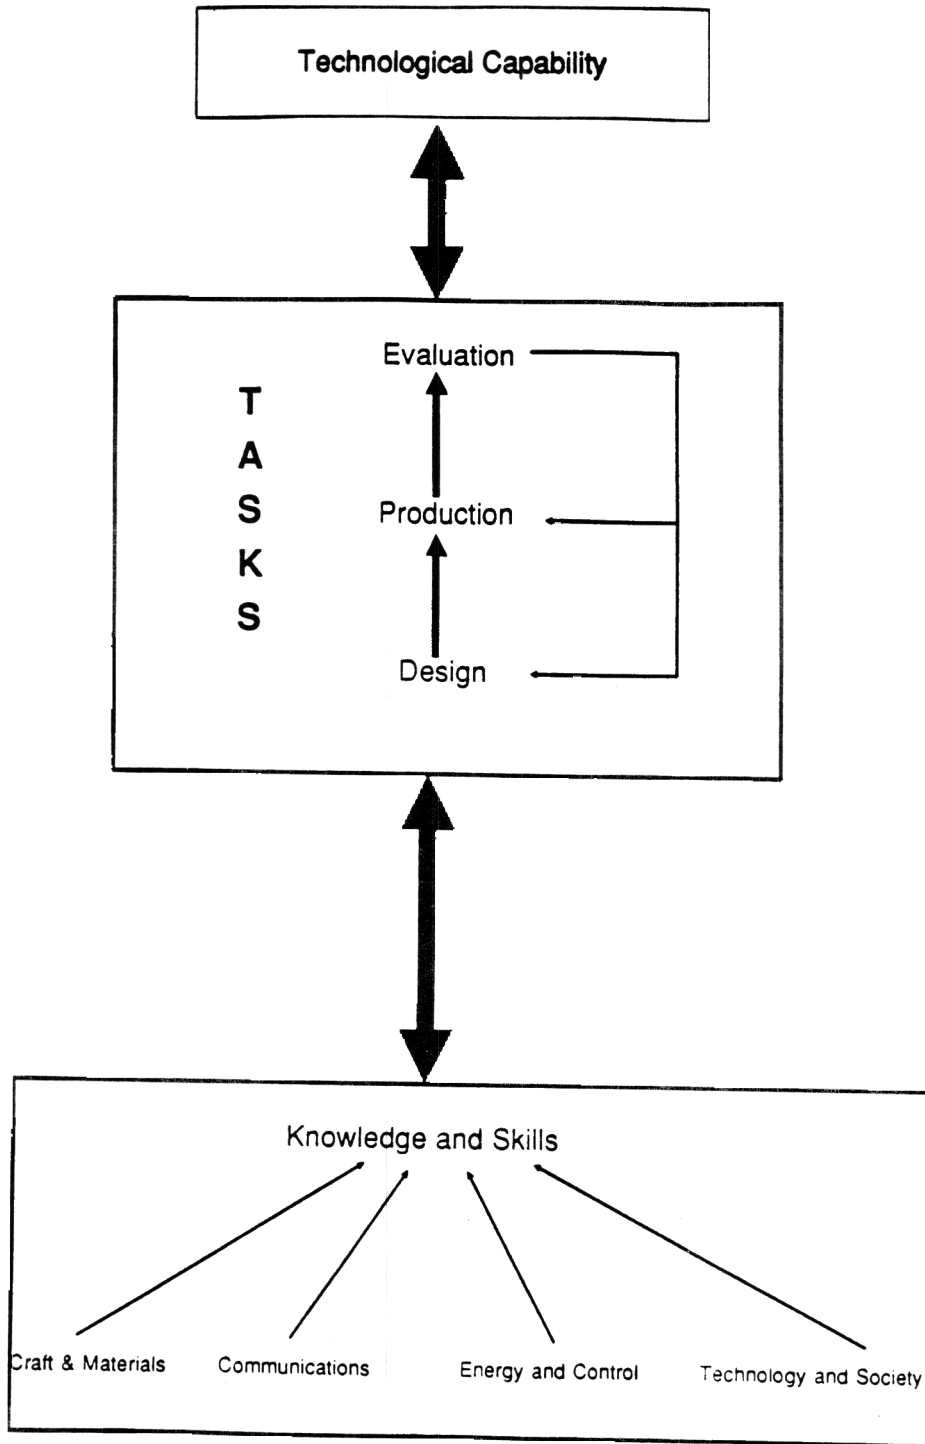 Technological Capability
T
A
S
K
S
Evaluation
Production
Design
Knowledge and Skills
Craft & Materials
Communications
Energy and Control
Technology and Society